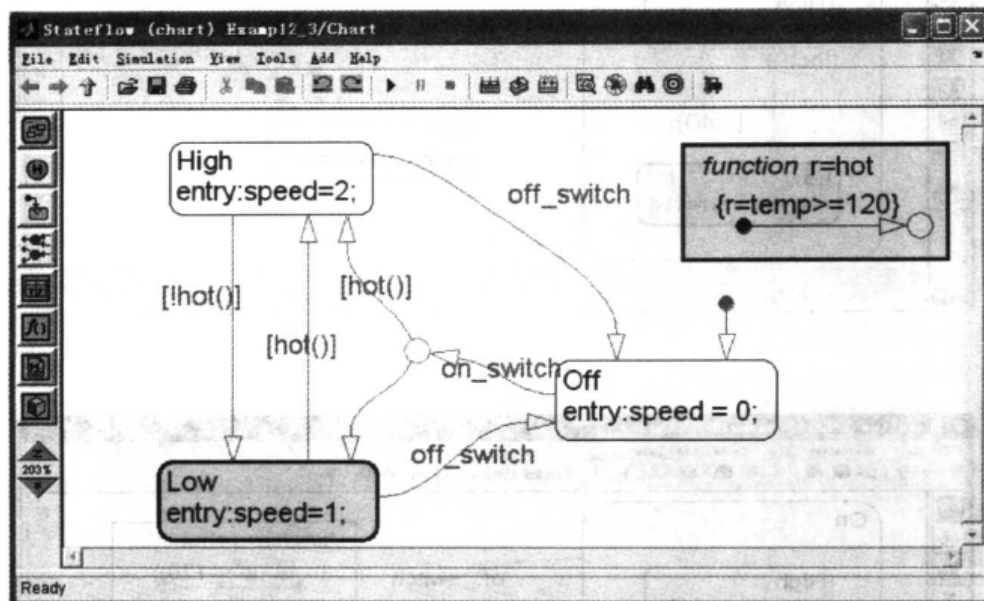 Stateflow (chart) Examp12_3/Chart
File Edit Simulation View Tools Add Help
High
entry:speed=2;
off_switch
function r=hot
{r=temp>=120}
[!hot()]
[hot()]
[hot()]
on_switch
Off
entry:speed = 0;
off_switch
Low
entry:speed=1;
203%
Ready